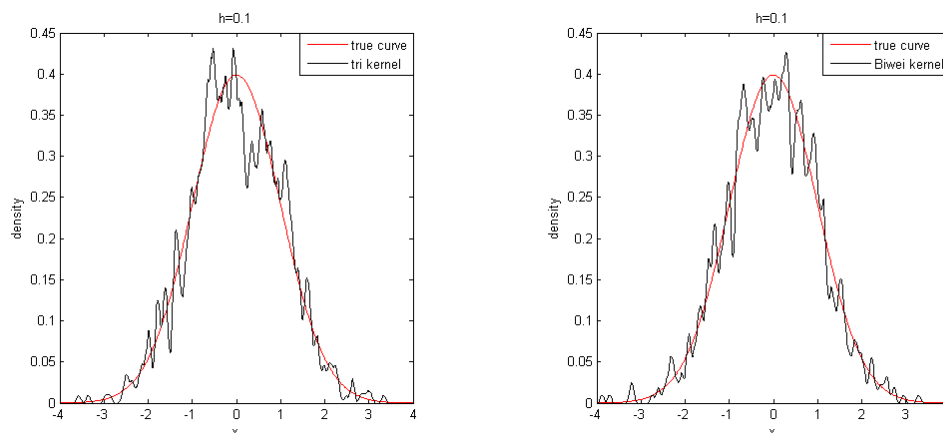 h=0.1
0.45
0.4
0.35
0.3
0.25
0.2
0.15
0.1
0.05
0
density
-4 -3 -2 -1 0 1 2 3 4
x
true curve
tri kernel
h=0.1
0.45
0.4
0.35
0.3
0.25
0.2
0.15
0.1
0.05
0
density
-4 -3 -2 -1 0 1 2 3
x
true curve
Biwei kernel